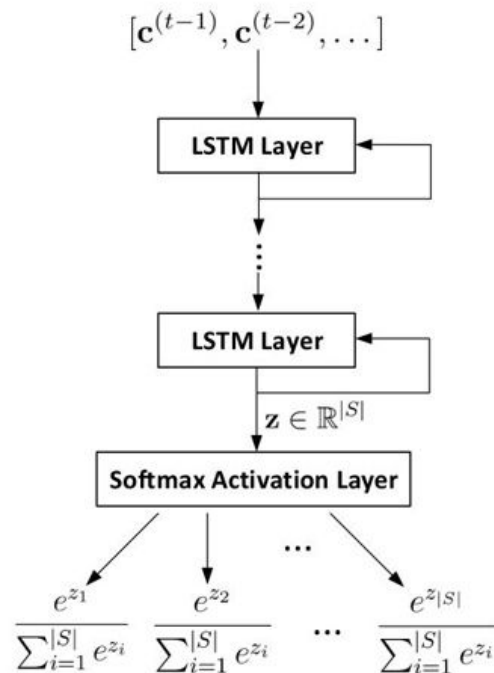 [c^{(t−1)}, c^{(t−2)}, . . . ]
LSTM Layer
⋮
LSTM Layer
z ∈ ℝ^{|S|}
Softmax Activation Layer
...
e^{z_1} / ∑_{i=1}^{|S|} e^{z_i} e^{z_2} / ∑_{i=1}^{|S|} e^{z_i} ... e^{z_{|S|}} / ∑_{i=1}^{|S|} e^{z_i}